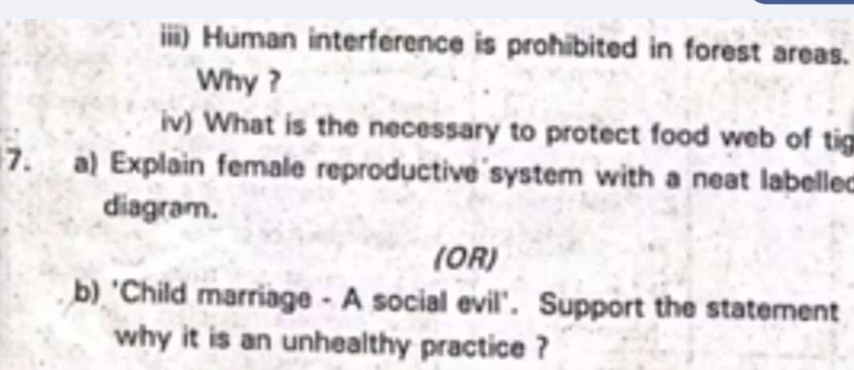 iii) Human interference is prohibited in forest areas.
Why ?
iv) What is the necessary to protect food web of
7. a) Explain female reproductive system with a neat
diagram.
(OR)
b) 'Child marriage - A social evil'. Support the statement
why it is an unhealthy practice ?